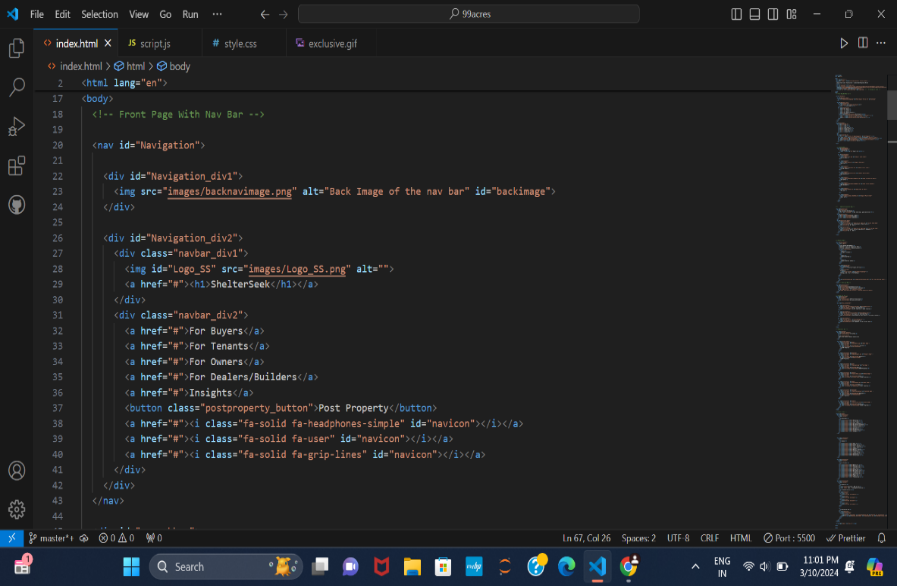 File Edit Selection View Go Run ··· 99acres
index.html script.js style.css exclusive.gif
index.html > html > body
2 <html lang="en">
17 <body>
18 <!-- Front Page With Nav Bar -->
19
20 <nav id="Navigation">
21
22 <div id="Navigation_div1">
23 <img src="images/backnavimage.png" alt="Back Image of the nav bar" id="backimage">
24 </div>
25
26 <div id="Navigation_div2">
27 <div class="navbar_div1">
28 <img id="Logo_SS" src="images/Logo_SS.png" alt="">
29 <a href="#"><h1>ShelterSeek</h1></a>
30 </div>
31 <div class="navbar_div2">
32 <a href="#">For Buyers</a>
33 <a href="#">For Tenants</a>
34 <a href="#">For Owners</a>
35 <a href="#">For Dealers/Builders</a>
36 <a href="#">Insights</a>
37 <button class="postproperty_button">Post Property</button>
38 <a href="#"><i class="fa-solid fa-headphones-simple" id="navicon"></i></a>
39 <a href="#"><i class="fa-solid fa-user" id="navicon"></i></a>
40 <a href="#"><i class="fa-solid fa-grip-lines" id="navicon"></i></a>
41 </div>
42 </div>
43 </nav>
44
master* 0 0 0 Ln 67, Col 26 Spaces: 2 UTF-8 CRLF HTML Port : 5500 Prettier
Search
ENG
IN
11:01 PM
3/10/2024